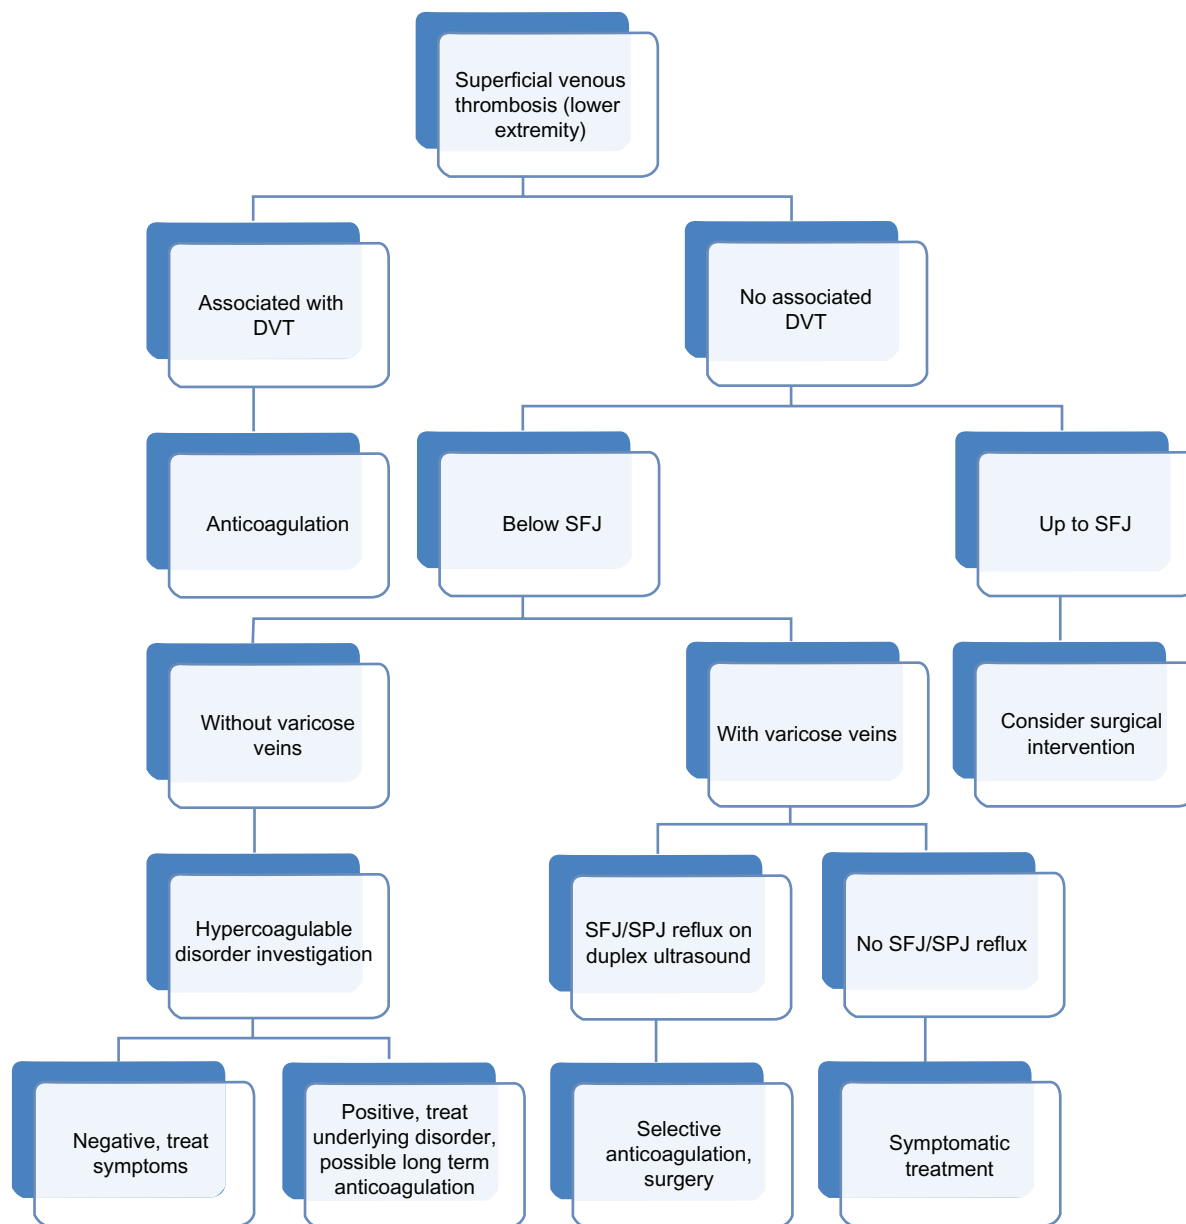 Superficial venous
thrombosis (lower
extremity)
Associated with
DVT
No associated
DVT
Anticoagulation
Below SFJ
Up to SFJ
Without varicose
veins
With varicose veins
Consider surgical
intervention
Hypercoagulable
disorder investigation
SFJ/SPJ reflux on
duplex ultrasound
No SFJ/SPJ reflux
Negative, treat
symptoms
Positive, treat
underlying disorder,
possible long term
anticoagulation
Selective
anticoagulation,
surgery
Symptomatic
treatment